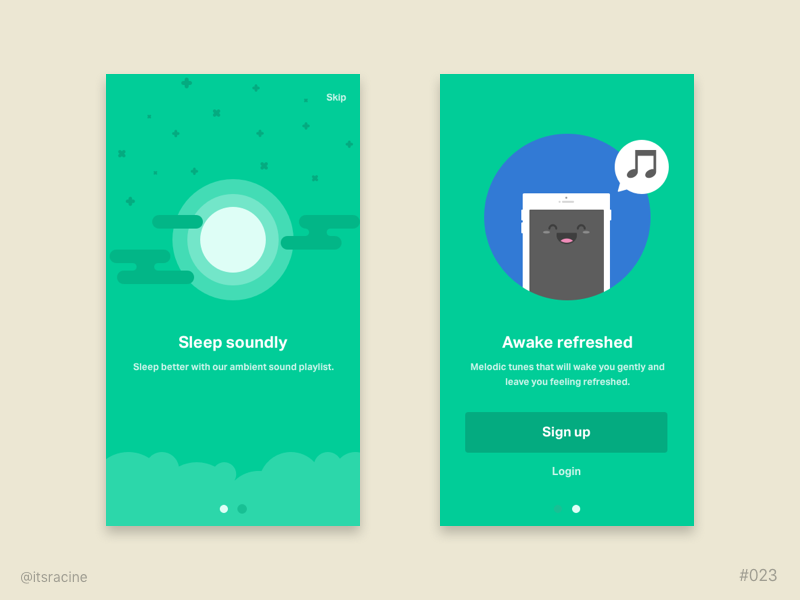 Skip
Sleep soundly
Sleep better with our ambient sound playlist.
Awake refreshed
Melodic tunes that will wake you gently and
leave you feeling refreshed.
Sign up
Login
@itsracine
#023